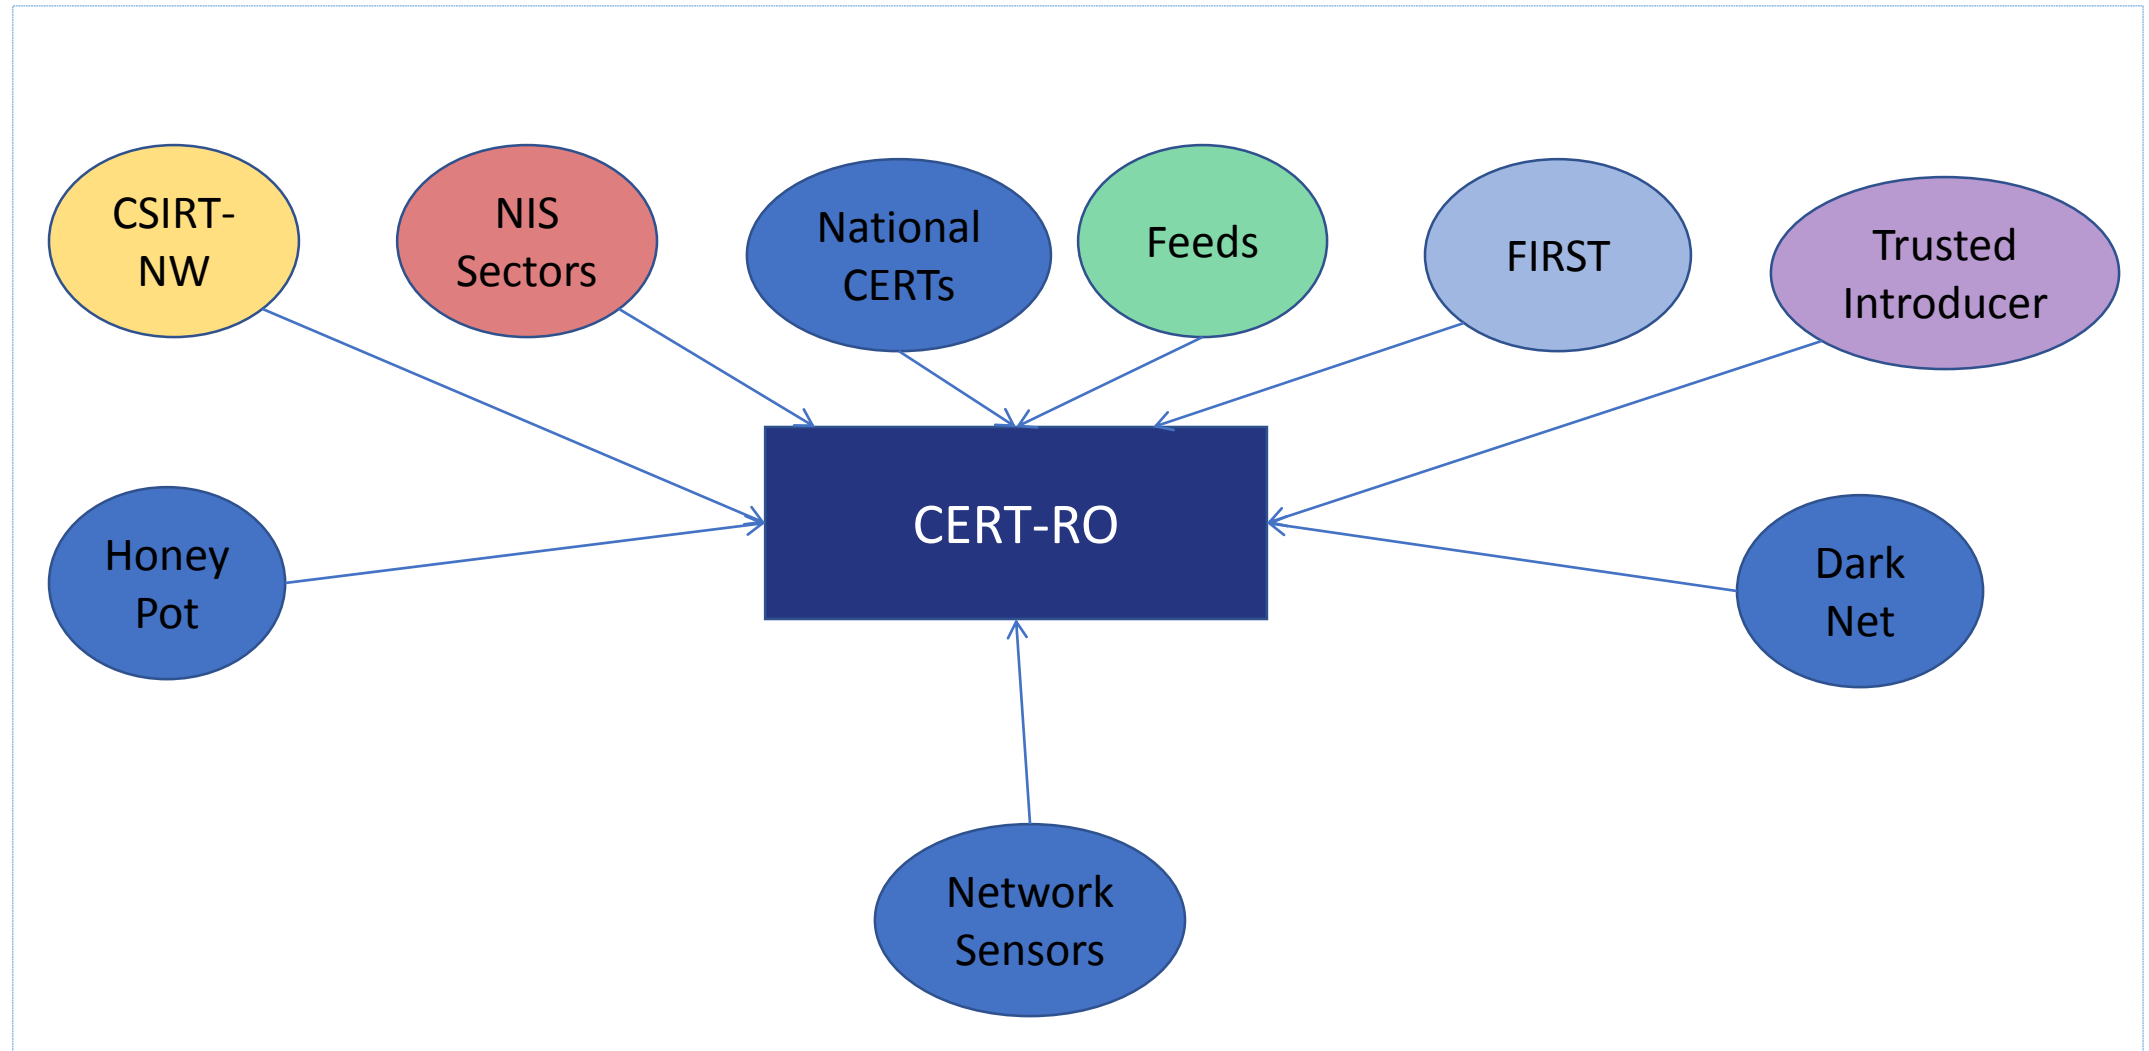 CSIRT-
NW
NIS
Sectors
National
CERTs
Feeds
FIRST
Trusted
Introducer
CERT-RO
Honey
Pot
Dark
Net
Network
Sensors